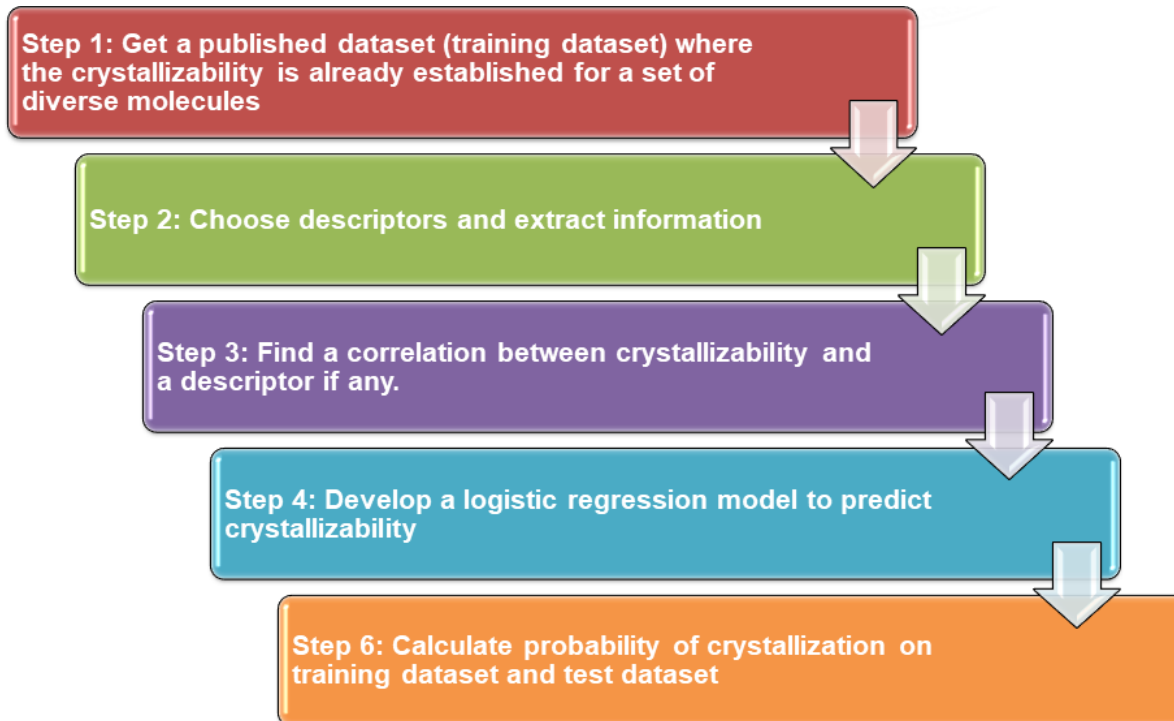 Step 1: Get a published dataset (training dataset) where
the crystallizability is already established for a set of
diverse molecules
Step 2: Choose descriptors and extract information
Step 3: Find a correlation between crystallizability and
a descriptor if any.
Step 4: Develop a logistic regression model to predict
crystallizability
Step 6: Calculate probability of crystallization on
training dataset and test dataset